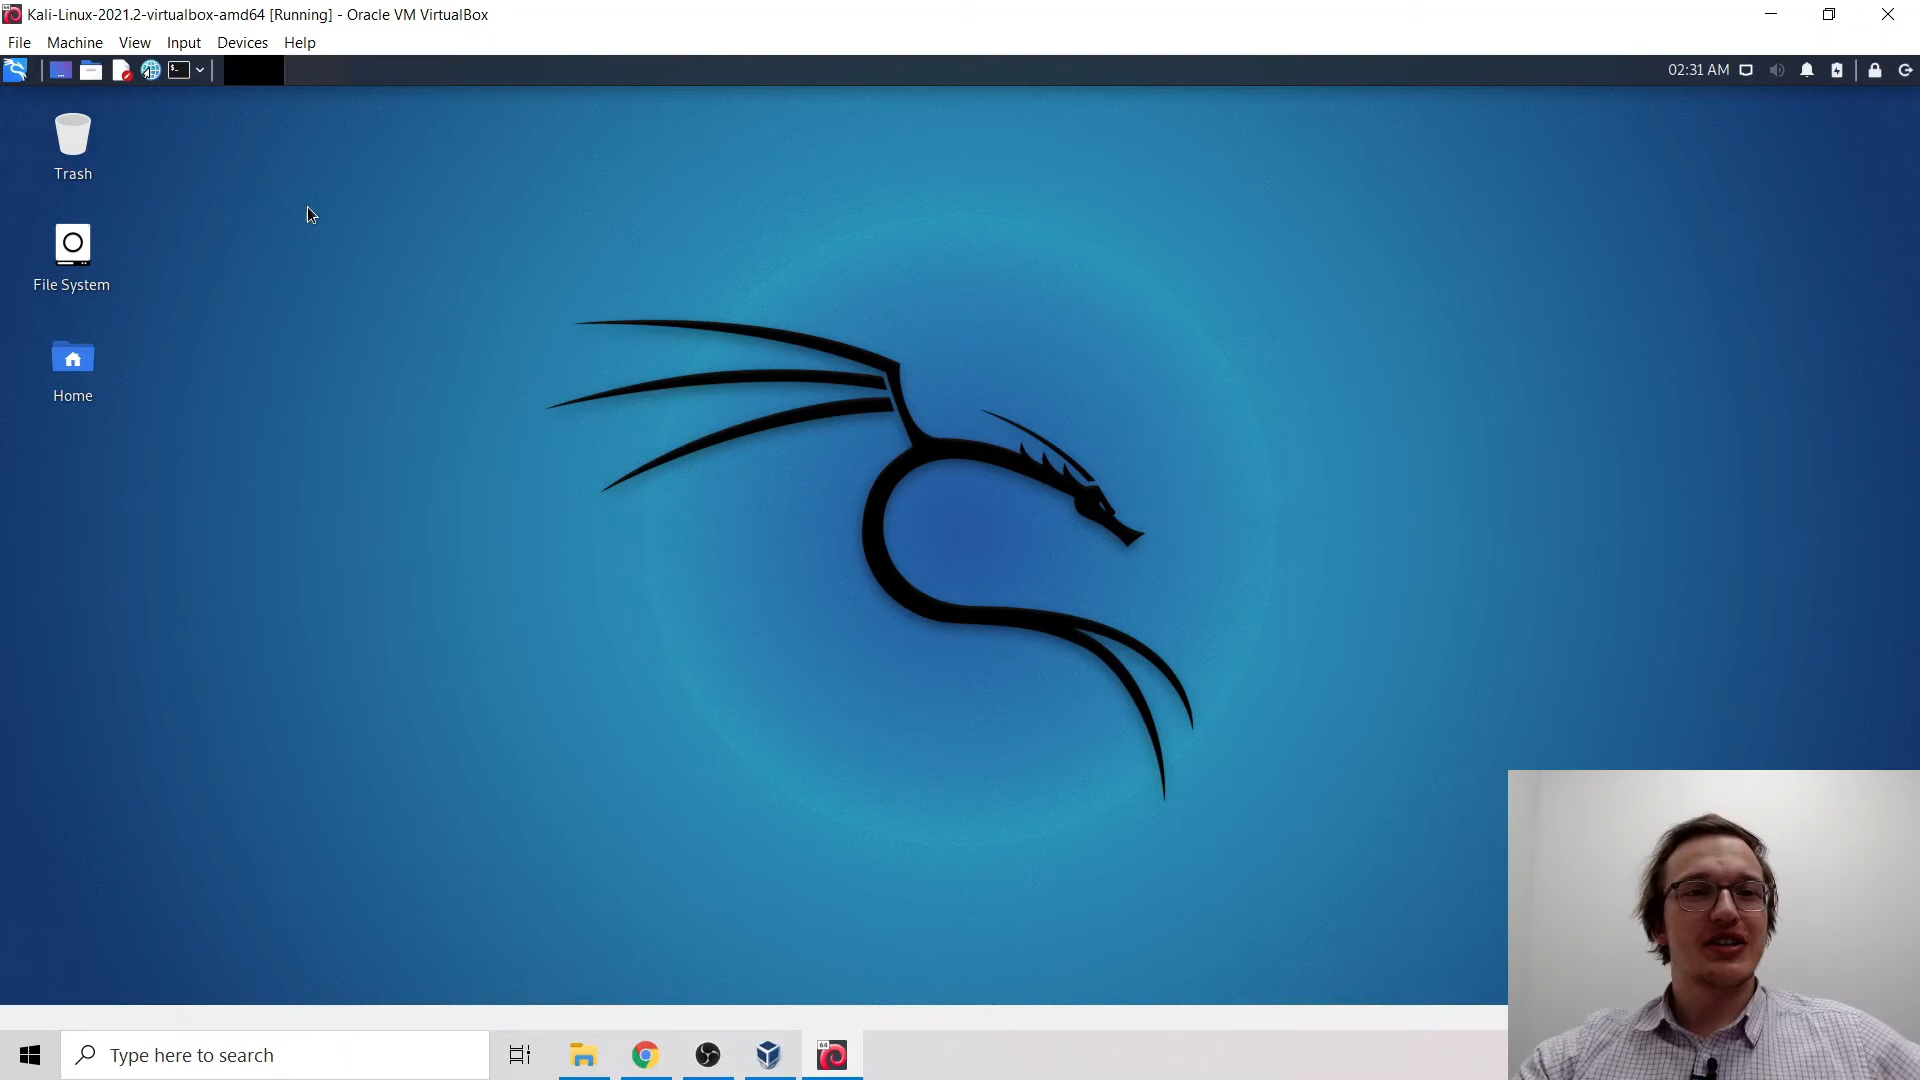 Kali-Linux-2021.2-virtualbox-amd64 [Running] - Oracle VM VirtualBox
File Machine View Input Devices Help
02:31 AM
Trash
File System
Home
Type here to search
64